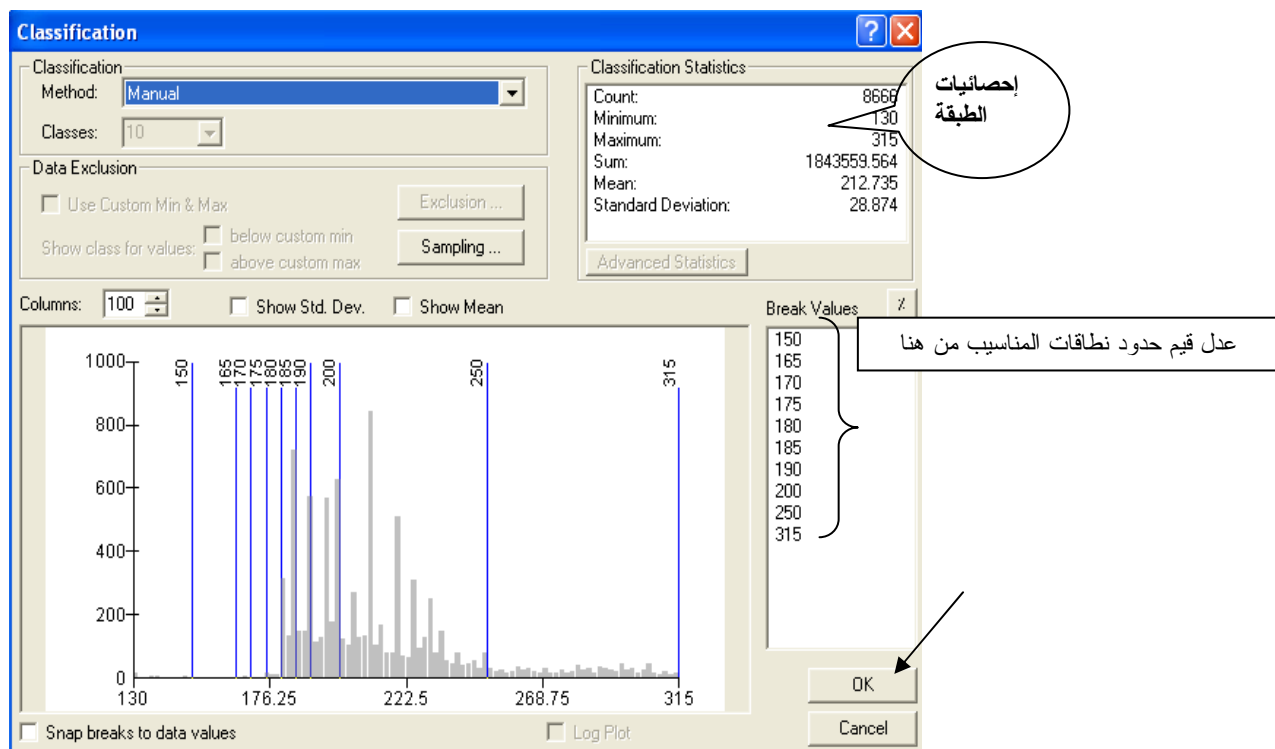 Classification
Classification
Method: Manual
Classes: 10
Data Exclusion
Use Custom Min & Max
Exclusion ...
Show class for values:
below custom min
above custom max
Sampling ...
Classification Statistics
Count: 8666
Minimum: 130
Maximum: 315
Sum: 1843559.564
Mean: 212.735
Standard Deviation: 28.874
Advanced Statistics
إحصائيات
الطبقة
Columns: 100
Show Std. Dev.
Show Mean
Break Values
%
عدل قيم حدود نطاقات المناسيب من هنا
150
165
170
175
180
185
190
200
250
315
1000
800
600
400
200
0
150
165
170
175
180
185
190
200
250
315
130
176.25
222.5
268.75
315
OK
Cancel
Snap breaks to data values
Log Plot